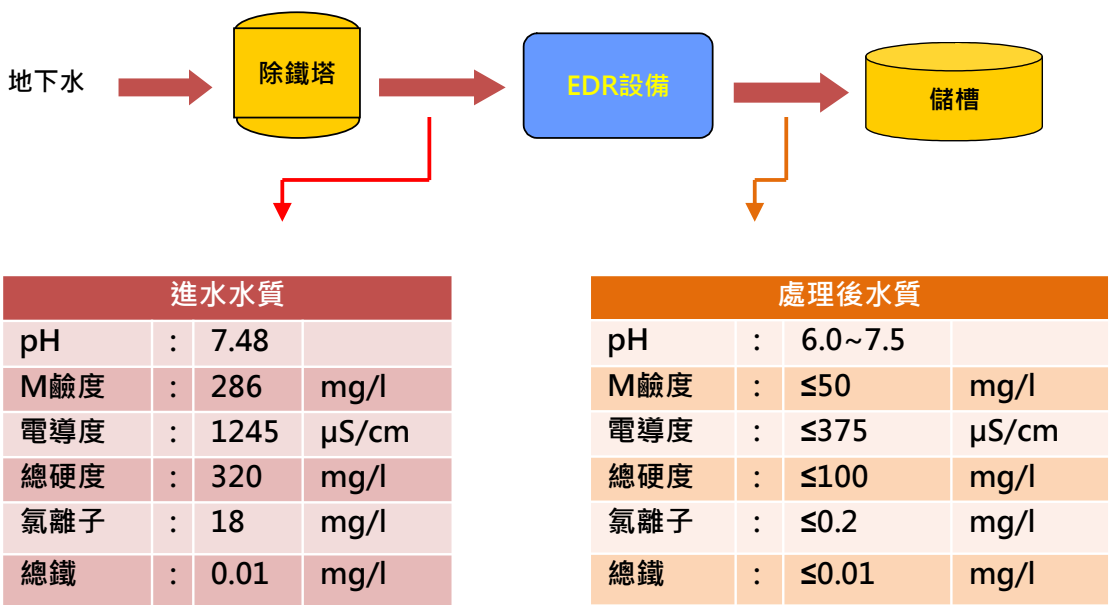 地下水
除鐵塔
EDR設備
儲槽
進水水質
pH : 7.48
M鹼度 : 286 mg/l
電導度 : 1245 μS/cm
總硬度 : 320 mg/l
氯離子 : 18 mg/l
總鐵 : 0.01 mg/l
處理後水質
pH : 6.0~7.5
M鹼度 : ≤50 mg/l
電導度 : ≤375 μS/cm
總硬度 : ≤100 mg/l
氯離子 : ≤0.2 mg/l
總鐵 : ≤0.01 mg/l